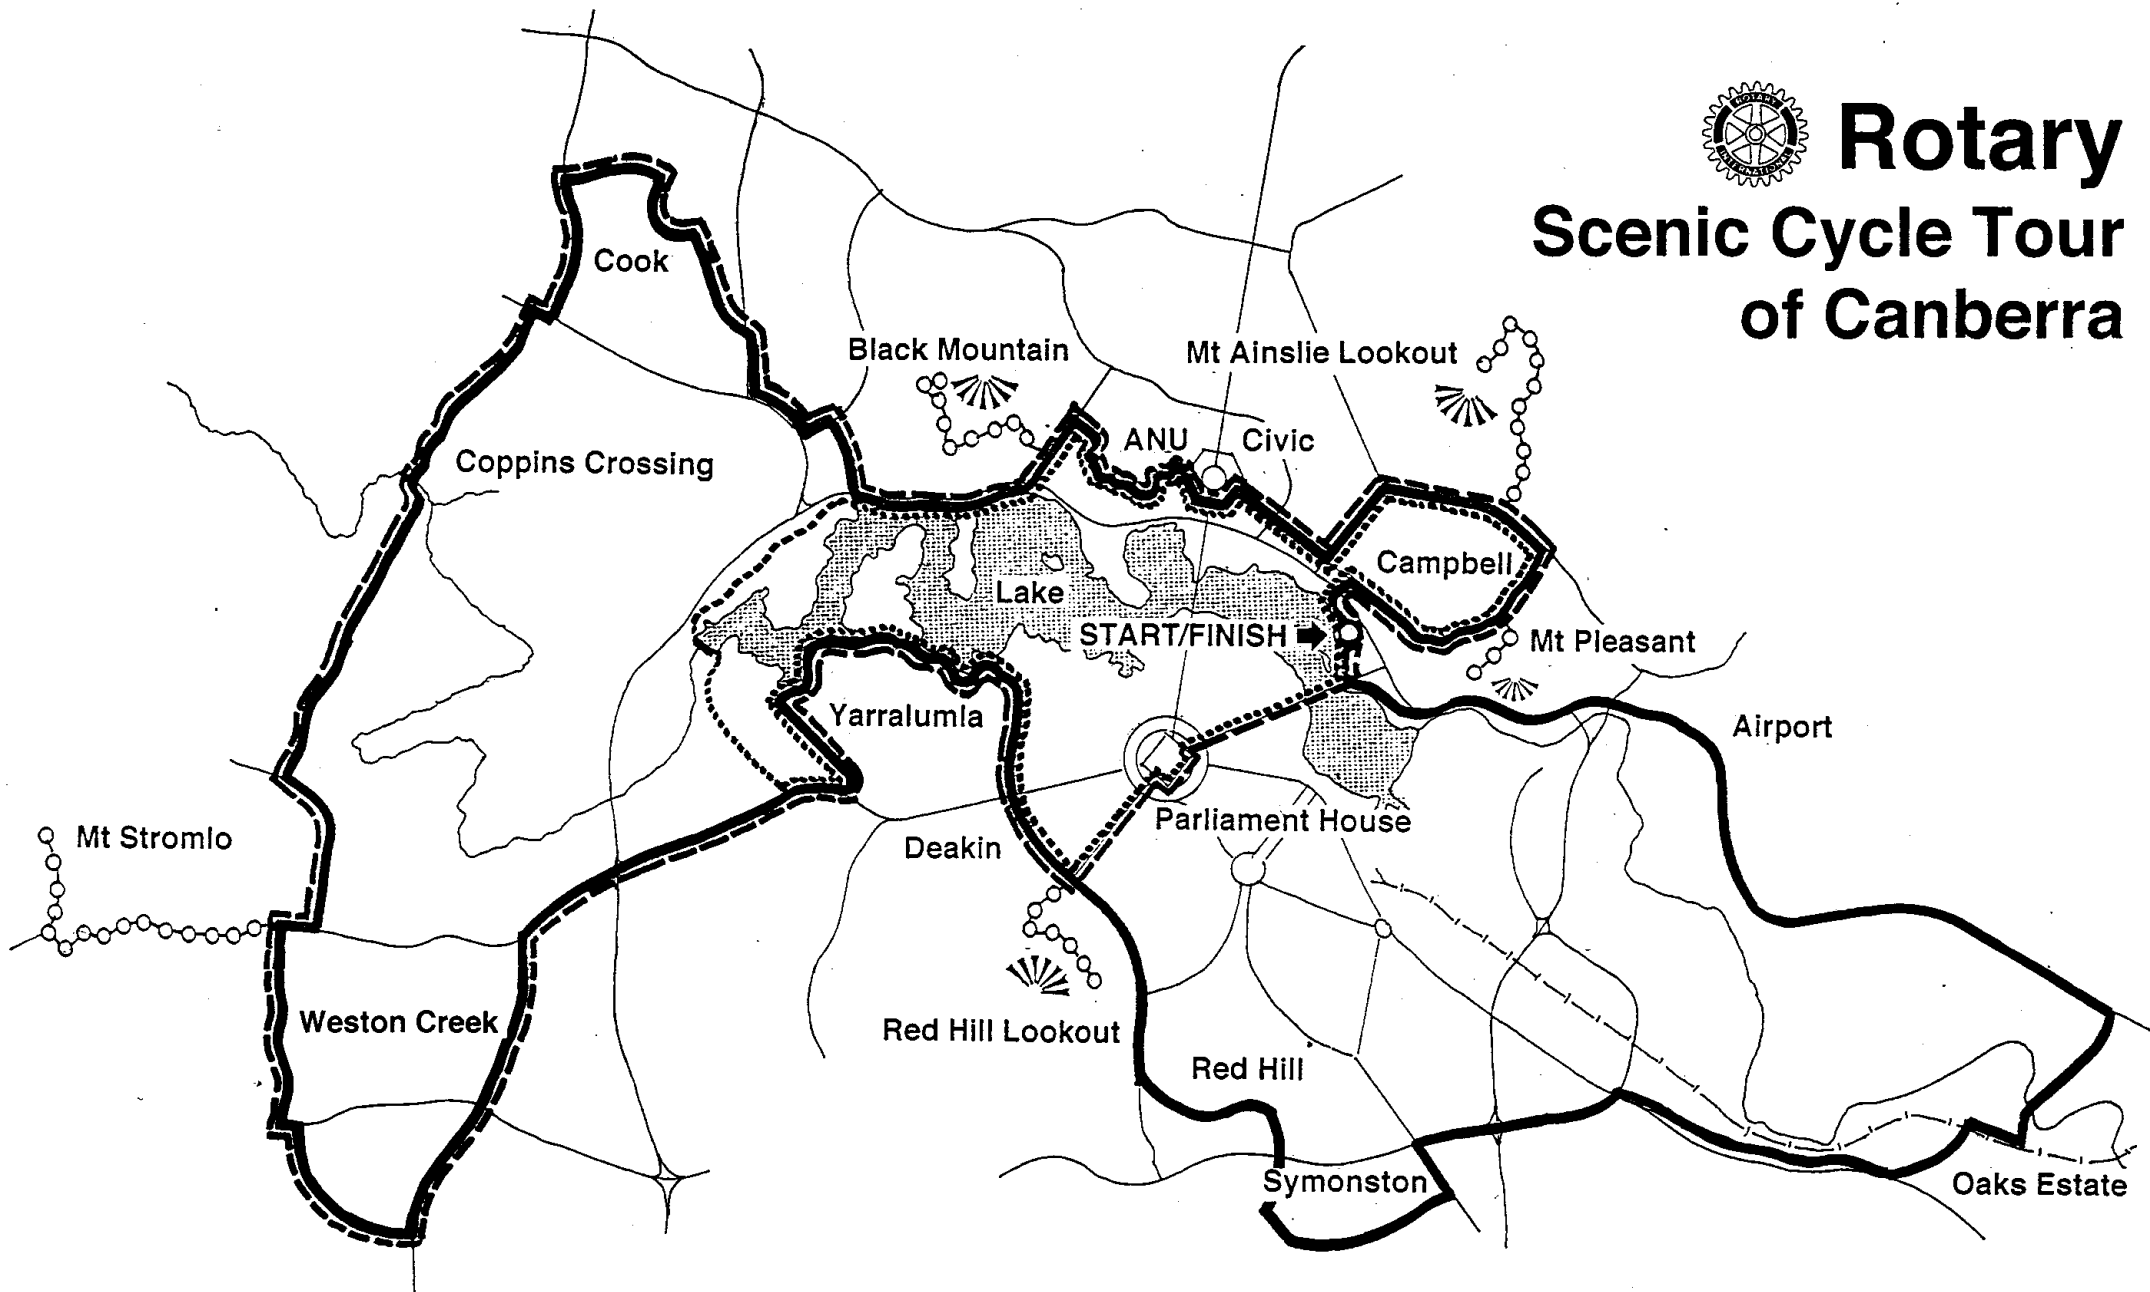 Rotary
Scenic Cycle Tour
of Canberra
ROTARY
INTERNATIONAL
Cook
Black Mountain
Mt Ainslie Lookout
ANU
Civic
Coppins Crossing
Campbell
Lake
START/FINISH
Mt Pleasant
Yarralumla
Airport
Parliament House
Mt Stromlo
Deakin
Weston Creek
Red Hill Lookout
Red Hill
Symonston
Oaks Estate